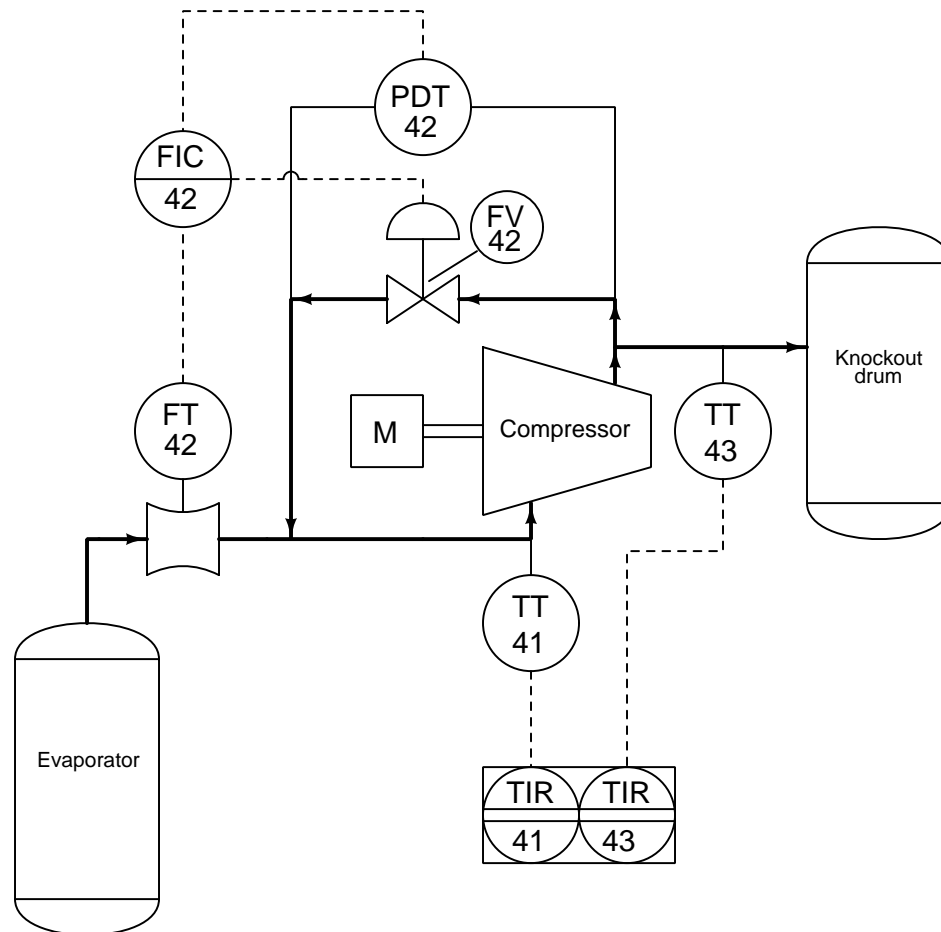 PDT
42
FIC
42
FV
42
Knockout
drum
FT
42
M
Compressor
TT
43
TT
41
Evaporator
TIR
41
TIR
43